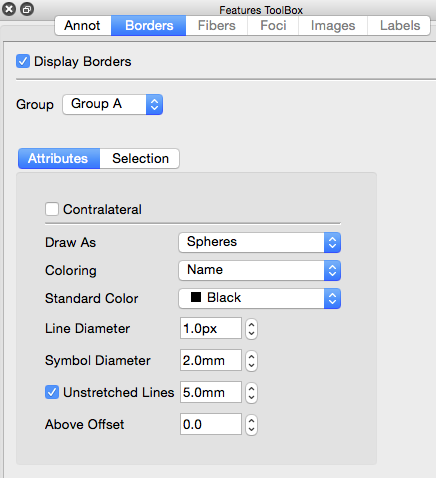 Features ToolBox
Annot Borders Fibers Foci Images Labels
Display Borders
Group Group A
Attributes Selection
Contralateral
Draw As Spheres
Coloring Name
Standard Color Black
Line Diameter 1.0px
Symbol Diameter 2.0mm
Unstretched Lines 5.0mm
Above Offset 0.0